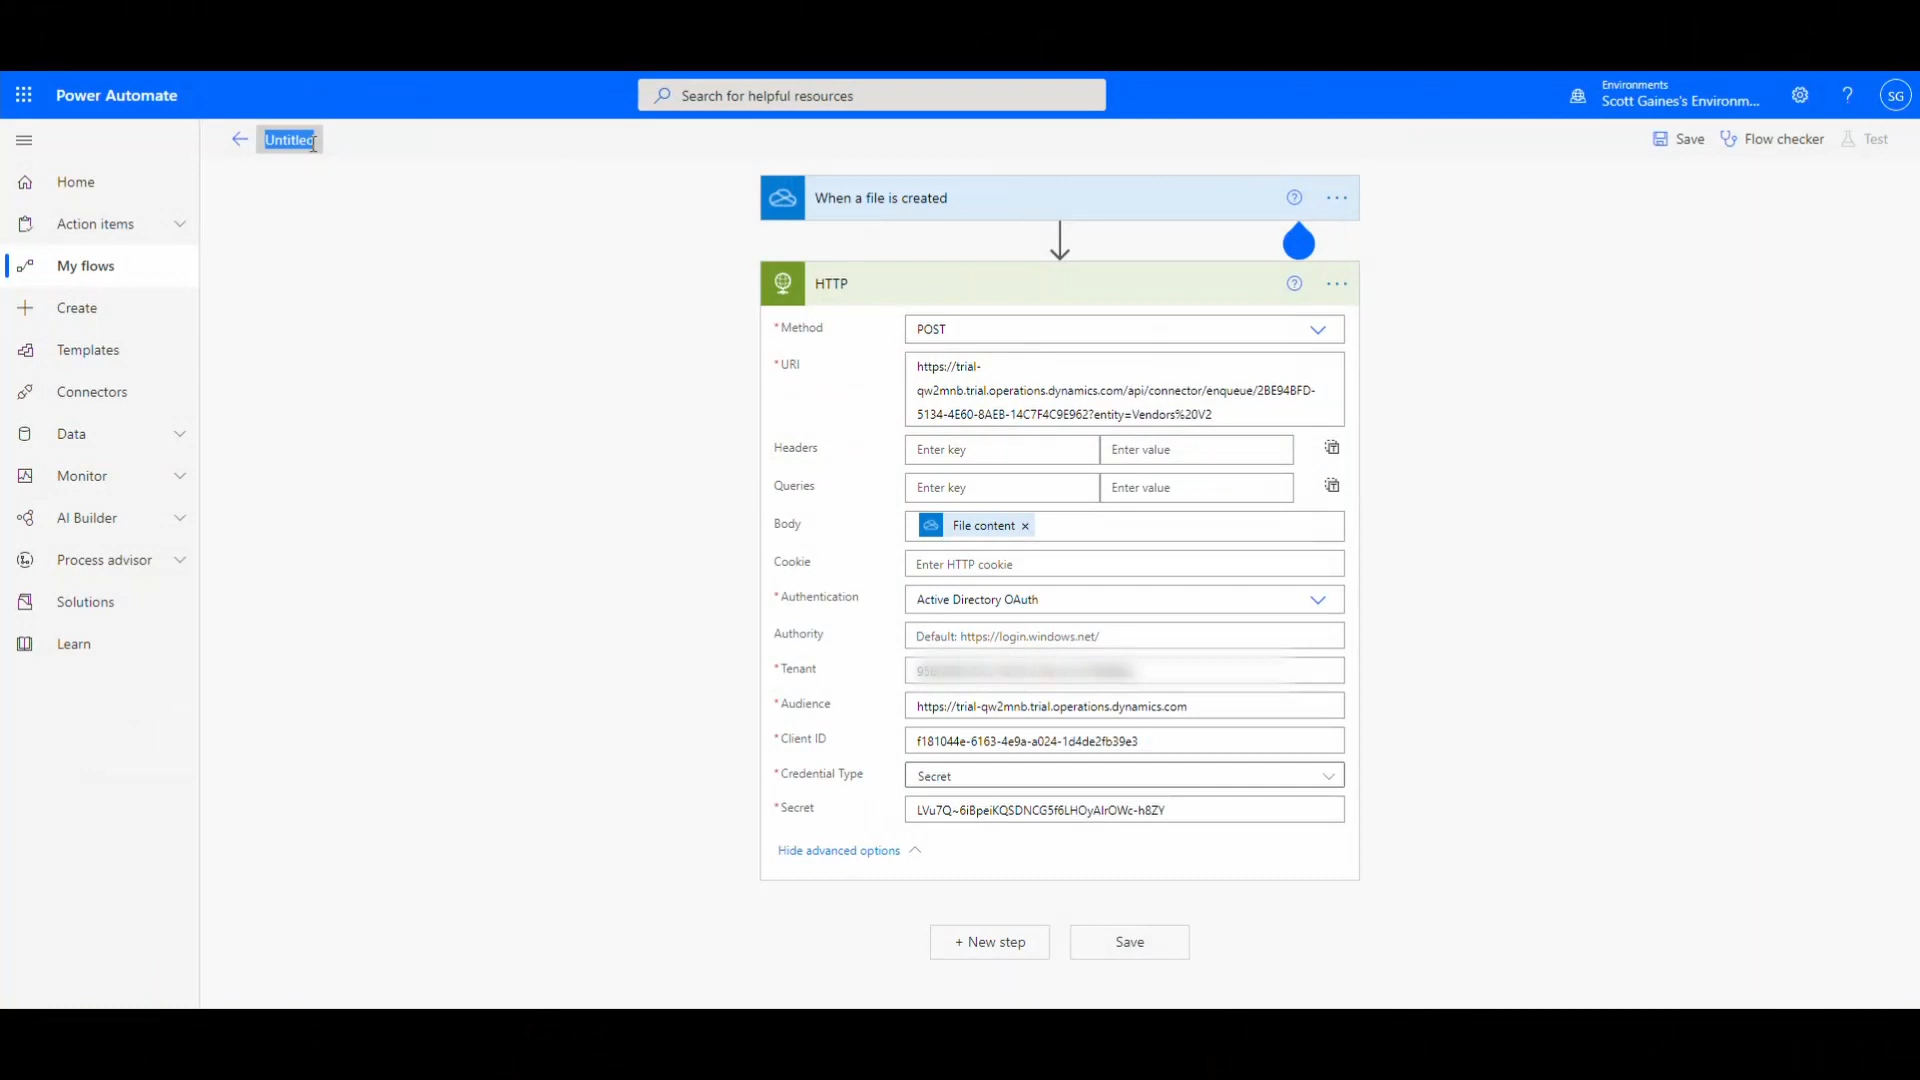 Power Automate
Search for helpful resources
Environments
Scott Gaines's Environm...
?
SG
Untitled
Save
Flow checker
Test
Home
Action items
My flows
Create
Templates
Connectors
Data
Monitor
AI Builder
Process advisor
Solutions
Learn
When a file is created
HTTP
* Method
POST
* URI
https://trial-
qw2mnb.trial.operations.dynamics.com/api/connector/enqueue/2BE94BFD-
5134-4E60-8AEB-14C7F4C9E962?entity=Vendors%20V2
Headers
Enter key
Enter value
Queries
Enter key
Enter value
Body
File content ×
Cookie
Enter HTTP cookie
* Authentication
Active Directory OAuth
Authority
Default: https://login.windows.net/
* Tenant
* Audience
https://trial-qw2mnb.trial.operations.dynamics.com
* Client ID
f181044e-6163-4e9a-a024-1d4de2fb39e3
* Credential Type
Secret
* Secret
LVu7Q~6iBpeiKQSDNCG5f6LHOyAIrOWc-h8ZY
Hide advanced options
+ New step
Save